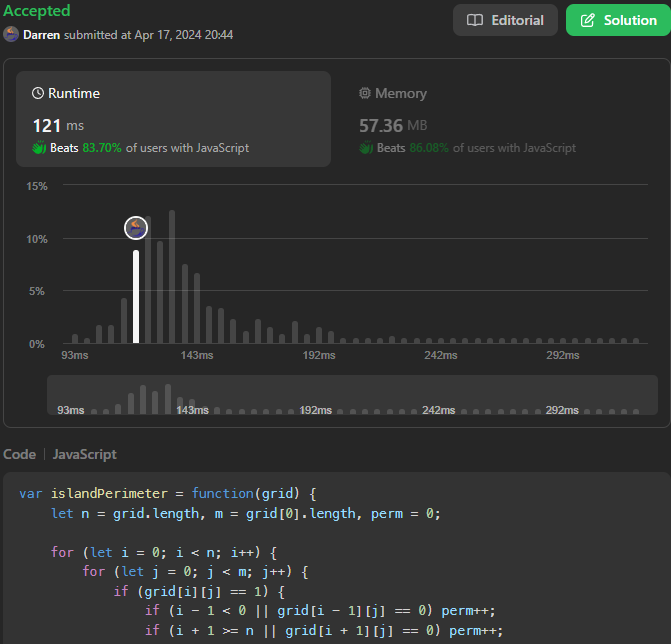 Accepted
Darren submitted at Apr 17, 2024 20:44
Editorial
Solution
Runtime
121 ms
Beats 83.70% of users with JavaScript
Memory
57.36 MB
Beats 86.08% of users with JavaScript
15%
10%
5%
0%
93ms 143ms 192ms 242ms 292ms
93ms 143ms 192ms 242ms 292ms
Code | JavaScript
var islandPerimeter = function(grid) {
let n = grid.length, m = grid[0].length, perm = 0;
for (let i = 0; i < n; i++) {
for (let j = 0; j < m; j++) {
if (grid[i][j] == 1) {
if (i - 1 < 0 || grid[i - 1][j] == 0) perm++;
if (i + 1 >= n || grid[i + 1][j] == 0) perm++;